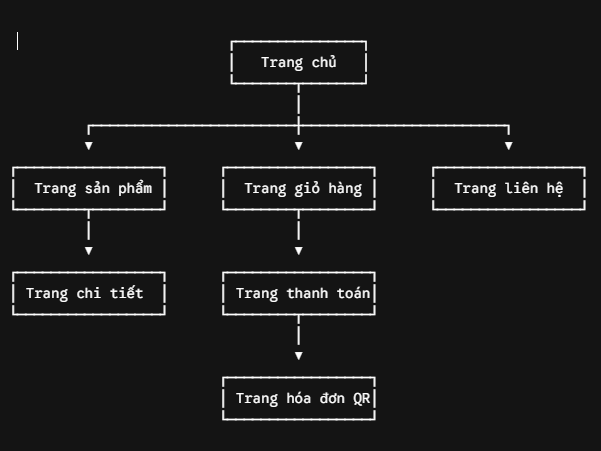 Trang chủ
Trang sản phẩm
Trang giỏ hàng
Trang liên hệ
Trang chi tiết
Trang thanh toán
Trang hóa đơn QR